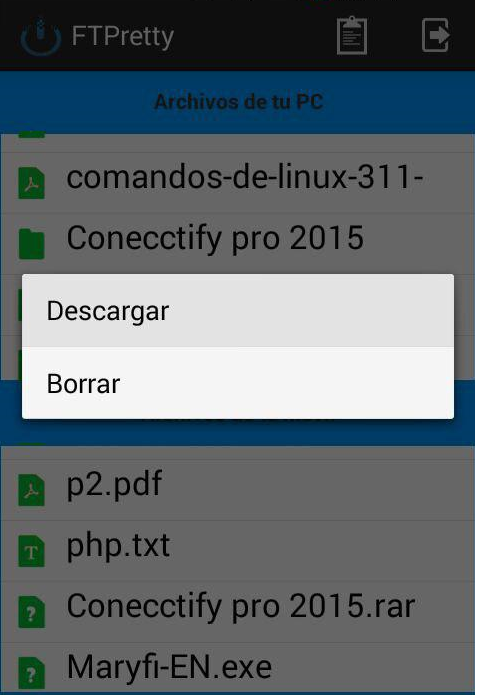 FTPretty
Archivos de tu PC
comandos-de-linux-311-
Conecctify pro 2015
Descargar
Borrar
p2.pdf
php.txt
Conecctify pro 2015.rar
Maryfi-EN.exe